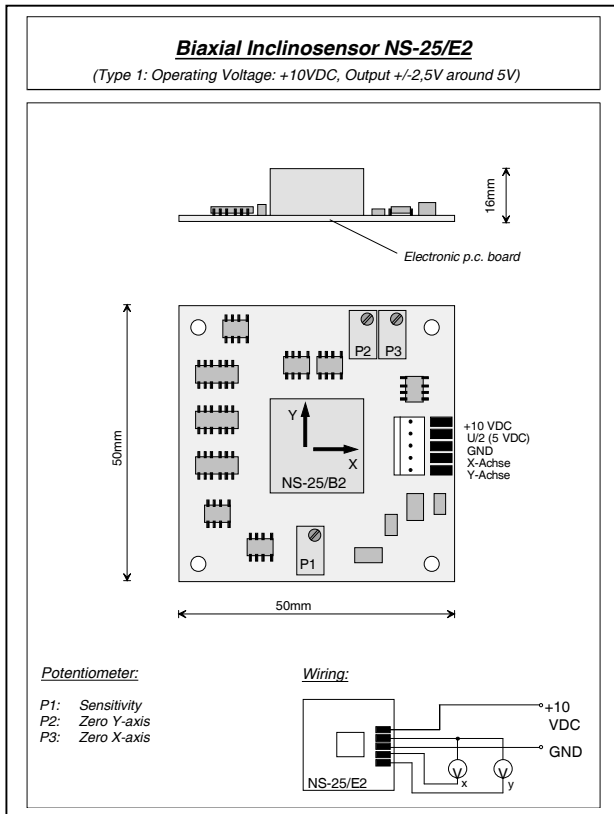 Biaxial Inclinosensor NS-25/E2
(Type 1: Operating Voltage: +10VDC, Output +/-2,5V around 5V)
16mm
Electronic p.c. board
P2 P3
50mm
Y
X
NS-25/B2
+10 VDC
U/2 (5 VDC)
GND
X-Achse
Y-Achse
P1
50mm
Potentiometer:
P1: Sensitivity
P2: Zero Y-axis
P3: Zero X-axis
Wiring:
+10
VDC
GND
V x
V y
NS-25/E2